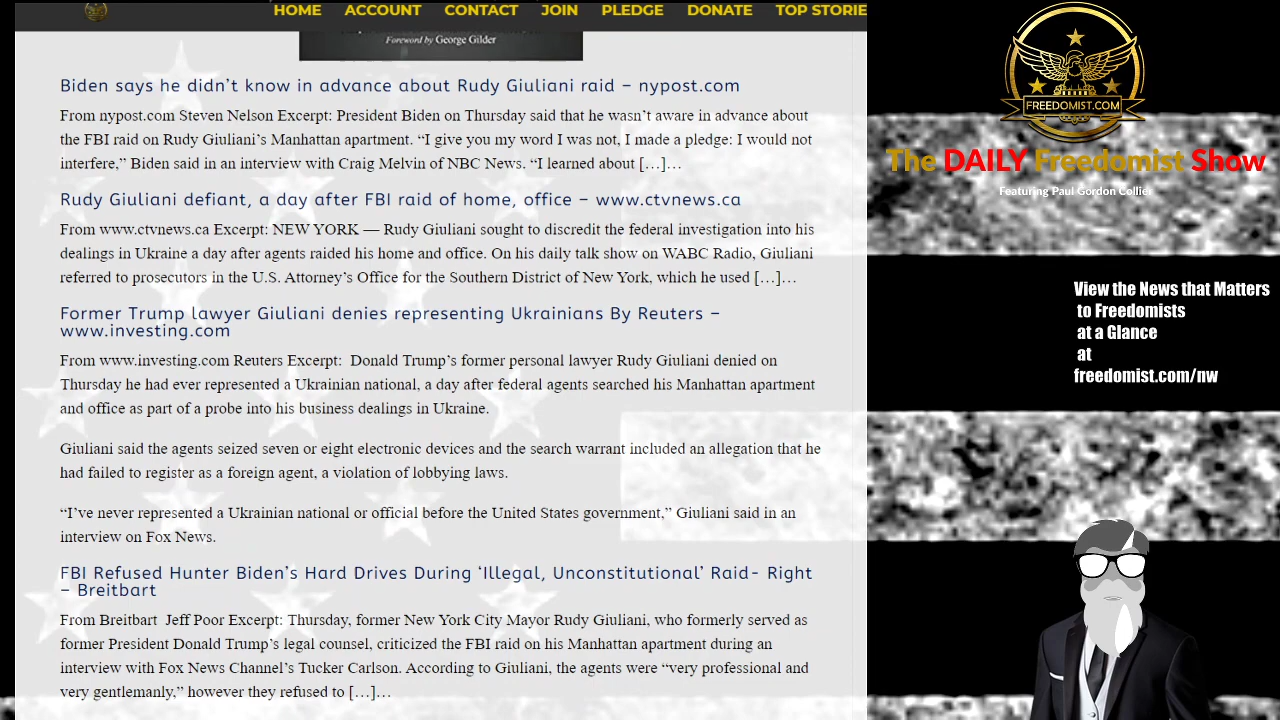 HOME ACCOUNT CONTACT JOIN PLEDGE DONATE TOP STORIE
Foreword by George Gilder
Biden says he didn’t know in advance about Rudy Giuliani raid – nypost.com
From nypost.com Steven Nelson Excerpt: President Biden on Thursday said that he wasn’t aware in advance about
the FBI raid on Rudy Giuliani’s Manhattan apartment. “I give you my word I was not, I made a pledge: I would not
interfere,” Biden said in an interview with Craig Melvin of NBC News. “I learned about […]…
Rudy Giuliani defiant, a day after FBI raid of home, office – www.ctvnews.ca
From www.ctvnews.ca Excerpt: NEW YORK — Rudy Giuliani sought to discredit the federal investigation into his
dealings in Ukraine a day after agents raided his home and office. On his daily talk show on WABC Radio, Giuliani
referred to prosecutors in the U.S. Attorney’s Office for the Southern District of New York, which he used […]…
Former Trump lawyer Giuliani denies representing Ukrainians By Reuters –
www.investing.com
From www.investing.com Reuters Excerpt: Donald Trump’s former personal lawyer Rudy Giuliani denied on
Thursday he had ever represented a Ukrainian national, a day after federal agents searched his Manhattan apartment
and office as part of a probe into his business dealings in Ukraine.
Giuliani said the agents seized seven or eight electronic devices and the search warrant included an allegation that he
had failed to register as a foreign agent, a violation of lobbying laws.
“I’ve never represented a Ukrainian national or official before the United States government,” Giuliani said in an
interview on Fox News.
FBI Refused Hunter Biden’s Hard Drives During ‘Illegal, Unconstitutional’ Raid- Right
– Breitbart
From Breitbart Jeff Poor Excerpt: Thursday, former New York City Mayor Rudy Giuliani, who formerly served as
former President Donald Trump’s legal counsel, criticized the FBI raid on his Manhattan apartment during an
interview with Fox News Channel’s Tucker Carlson. According to Giuliani, the agents were “very professional and
very gentlemanly,” however they refused to […]…
FREEDOMIST.COM
The DAILY Freedomist Show
Featuring Paul Gordon Collier
View the News that Matters
to Freedomists
at a Glance
at
freedomist.com/nw